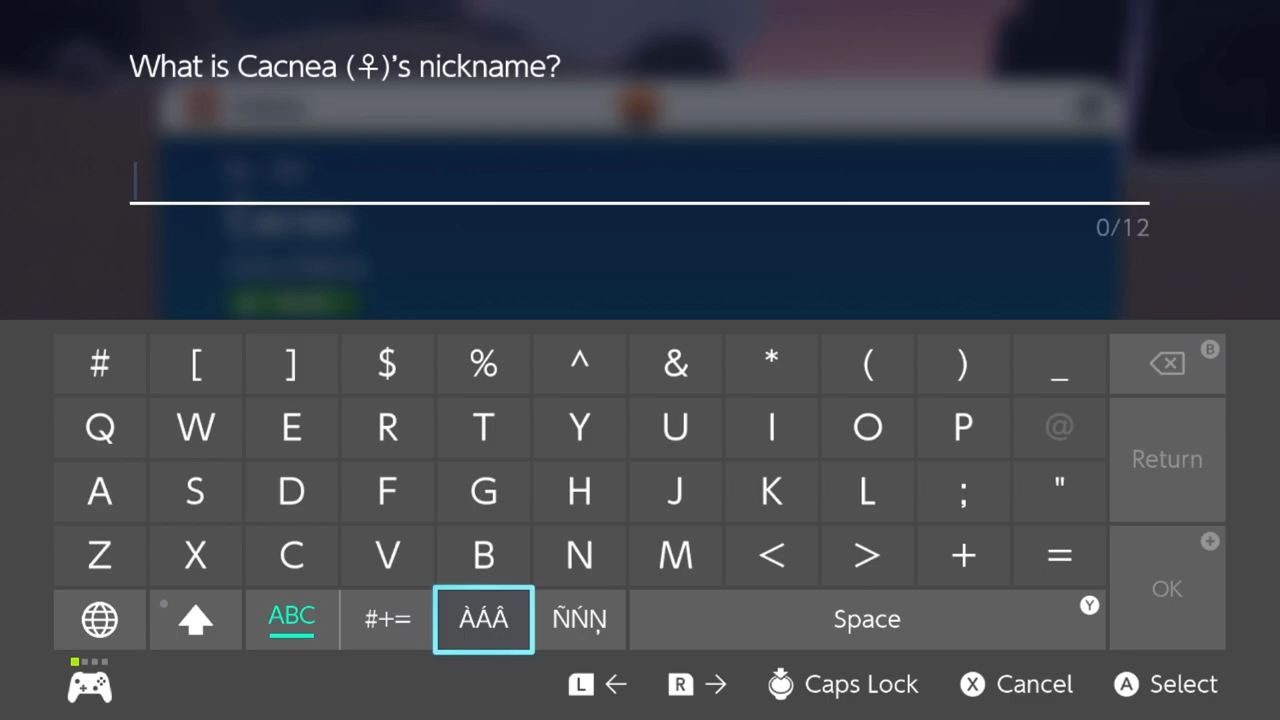 What is Cacnea (♀)'s nickname?
0/12
# [ ] $ % ^ & * ( ) _ B
Q W E R T Y U I O P @ Return
A S D F G H J K L ; "
Z X C V B N M < > + = OK
ABC #+= ÀÁÂ ÑŃŅ Space Y
L ← R → Caps Lock X Cancel A Select